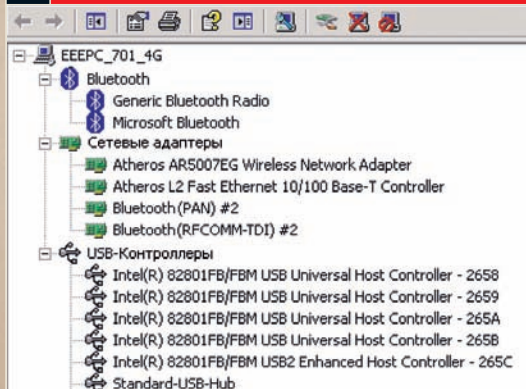 EEEPC_701_4G
Bluetooth
Generic Bluetooth Radio
Microsoft Bluetooth
Сетевые адаптеры
Atheros AR5007EG Wireless Network Adapter
Atheros L2 Fast Ethernet 10/100 Base-T Controller
Bluetooth(PAN) #2
Bluetooth(RFCOMM-TDI) #2
USB-Контроллеры
Intel(R) 82801FB/FBM USB Universal Host Controller - 2658
Intel(R) 82801FB/FBM USB Universal Host Controller - 2659
Intel(R) 82801FB/FBM USB Universal Host Controller - 265A
Intel(R) 82801FB/FBM USB Universal Host Controller - 265B
Intel(R) 82801FB/FBM USB2 Enhanced Host Controller - 265C
Standard-USB-Hub